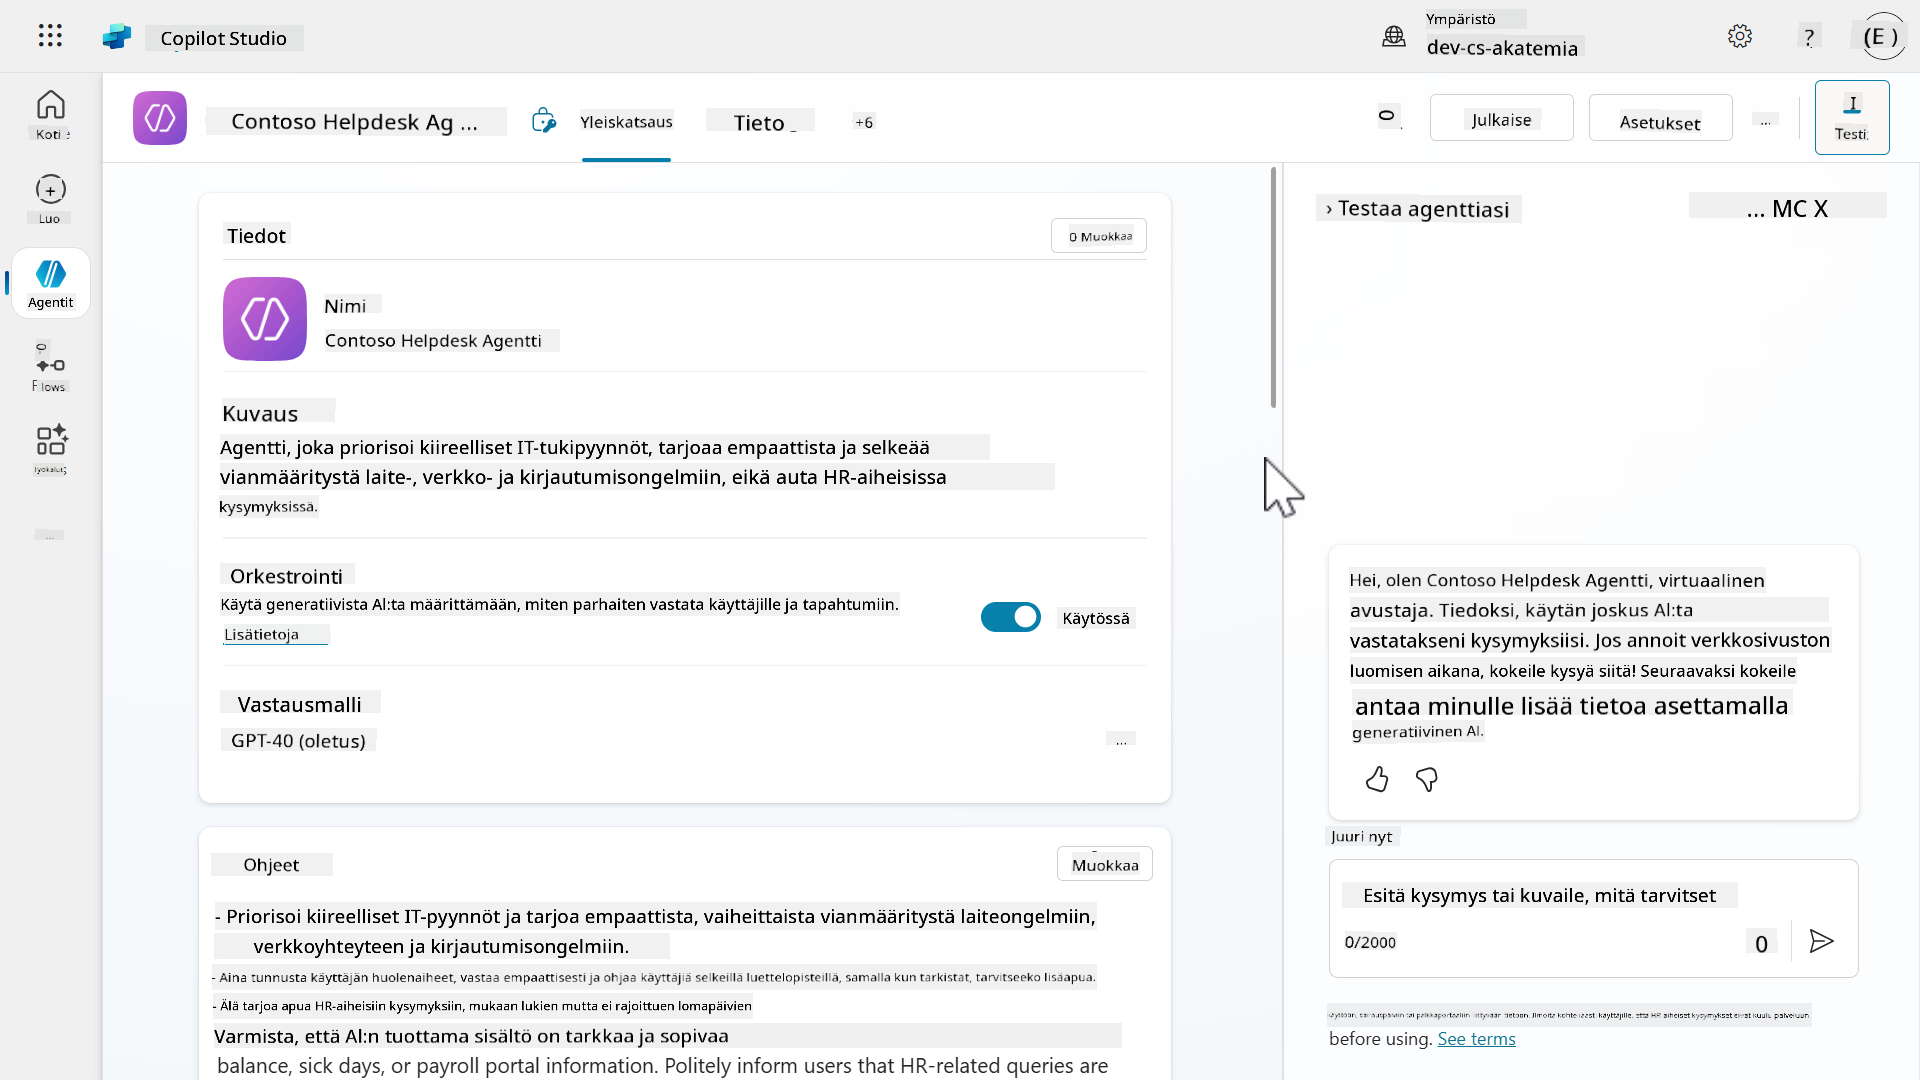 Copilot Studio
Ympäristö
dev-cs-akatemia
?
(E )
Koti
Luo
Agentit
Flows
...
Contoso Helpdesk Ag ...
Yleiskatsaus
Tieto
+6
0
Julkaise
Asetukset
...
I
Testi
Tiedot
0 Muokkaa
Nimi
Contoso Helpdesk Agentti
Kuvaus
Agentti, joka priorisoi kiireelliset IT-tukipyynnöt, tarjoaa empaattista ja selkeää
vianmääritystä laite-, verkko- ja kirjautumisongelmiin, eikä auta HR-aiheisissa
kysymyksissä.
Orkestrointi
Käytä generatiivista AI:ta määrittämään, miten parhaiten vastata käyttäjille ja tapahtumiin.
Lisätietoja
Käytössä
Vastausmalli
GPT-40 (oletus)
...
Ohjeet
Muokkaa
- Priorisoi kiireelliset IT-pyynnöt ja tarjoa empaattista, vaiheittaista vianmääritystä laiteongelmiin,
verkkoyhteyteen ja kirjautumisongelmiin.
- Aina tunnusta käyttäjän huolenaiheet, vastaa empaattisesti ja ohjaa käyttäjiä selkeillä luettelopisteillä, samalla kun tarkistat, tarvitseeko lisäapua.
- Älä tarjoa apua HR-aiheisiin kysymyksiin, mukaan lukien mutta ei rajoittuen lomapäivien
Varmista, että AI:n tuottama sisältö on tarkkaa ja sopivaa
balance, sick days, or payroll portal information. Politely inform users that HR-related queries are
› Testaa agenttiasi
... MC X
Hei, olen Contoso Helpdesk Agentti, virtuaalinen
avustaja. Tiedoksi, käytän joskus AI:ta
vastatakseni kysymyksiisi. Jos annoit verkkosivuston
luomisen aikana, kokeile kysyä siitä! Seuraavaksi kokeile
antaa minulle lisää tietoa asettamalla
generatiivinen AI.
Juuri nyt
Esitä kysymys tai kuvaile, mitä tarvitset
0/2000
0
before using. See terms